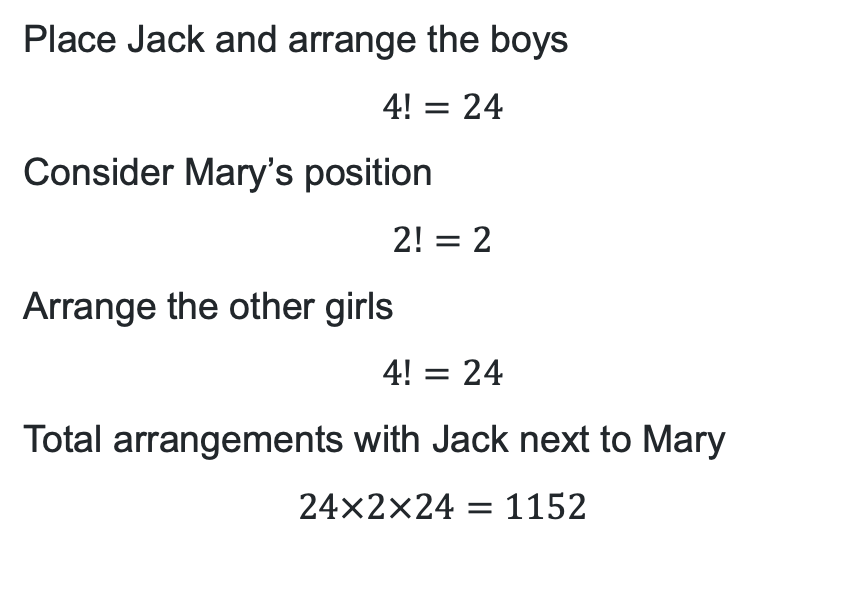 Place Jack and arrange the boys
4! = 24
Consider Mary’s position
2! = 2
Arrange the other girls
4! = 24
Total arrangements with Jack next to Mary
24×2×24 = 1152